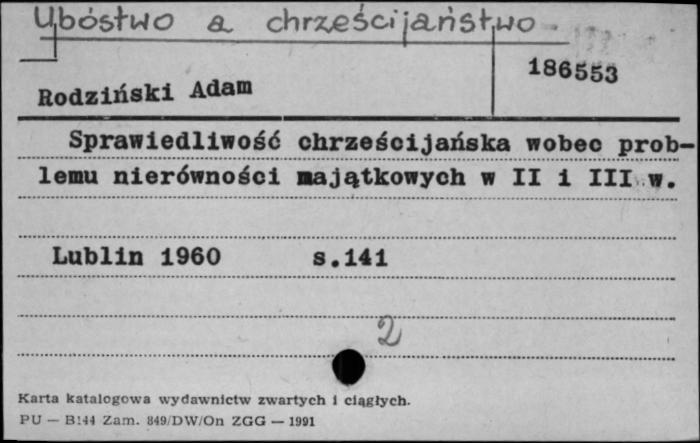 Ubóstwo a chrześcijaństwo
186553
Rodziński Adam
Sprawiedliwość chrześcijańska wobec prob-
lemu nierówności majątkowych w II i III w.
Lublin 1960 s.141
2
Karta katalogowa wydawnictw zwartych i ciągłych.
PU — B144 Zam. 849/DW/On ZGG — 1991